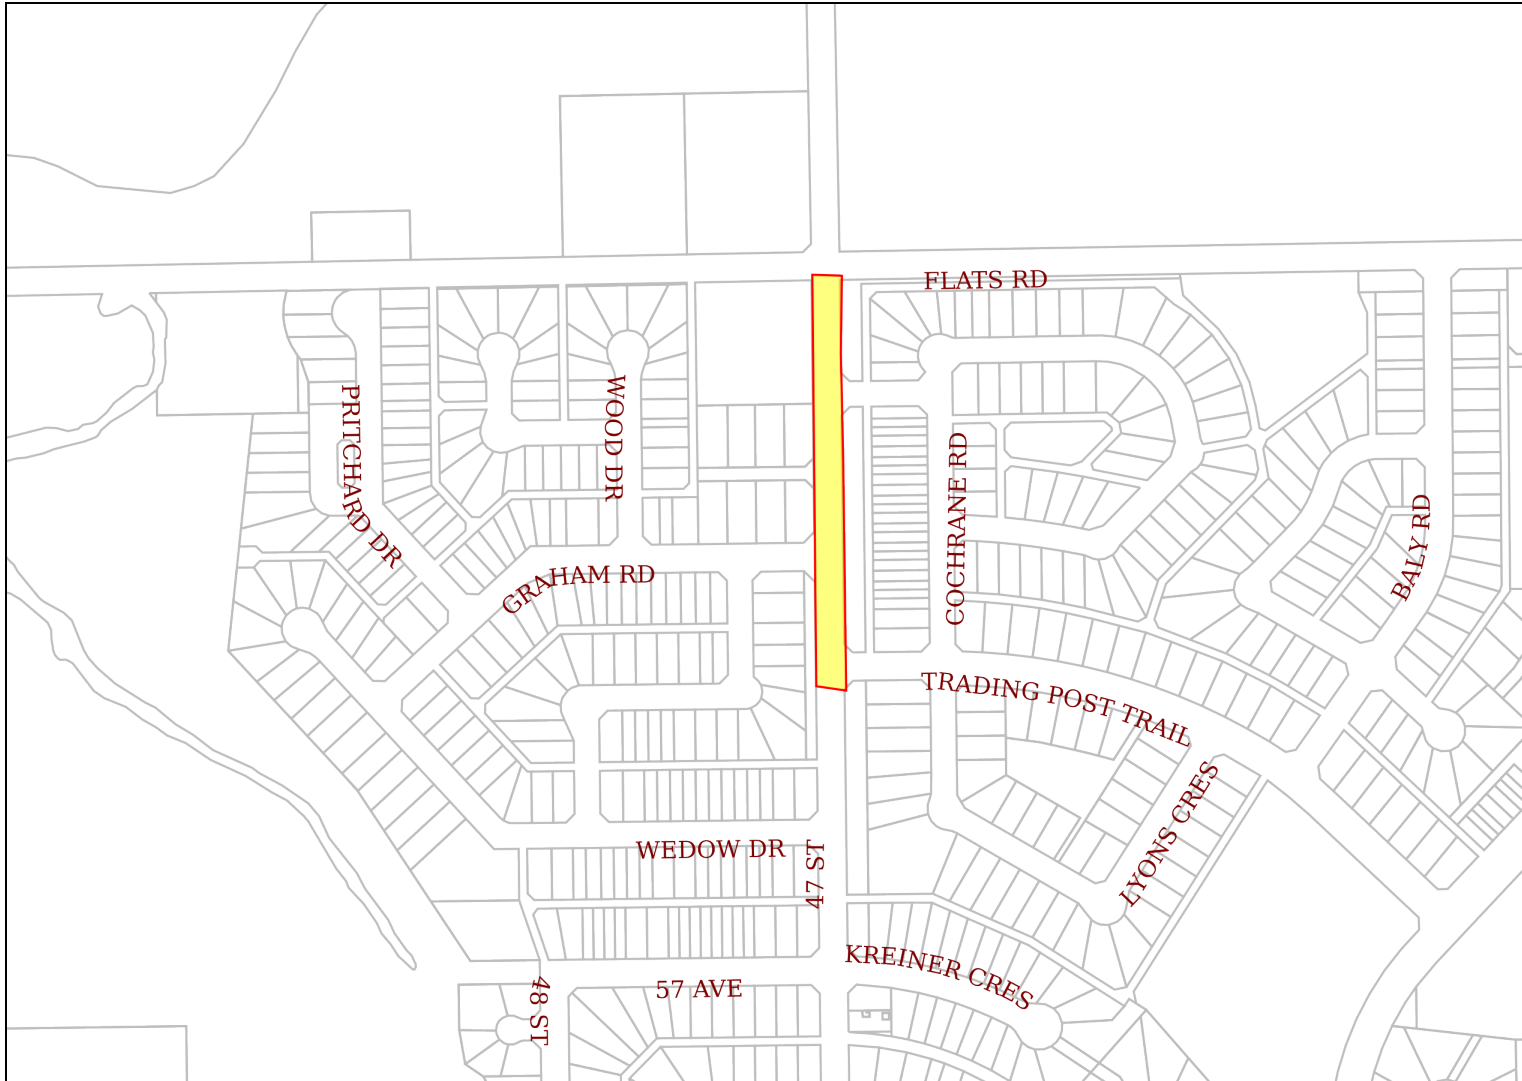 FLATS RD
PRITCHARD DR
WOOD DR
COCHRANE RD
BALY RD
GRAHAM RD
TRADING POST TRAIL
LYONS CRES
WEDOW DR
47 ST
KREINER CRES
57 AVE
48 ST